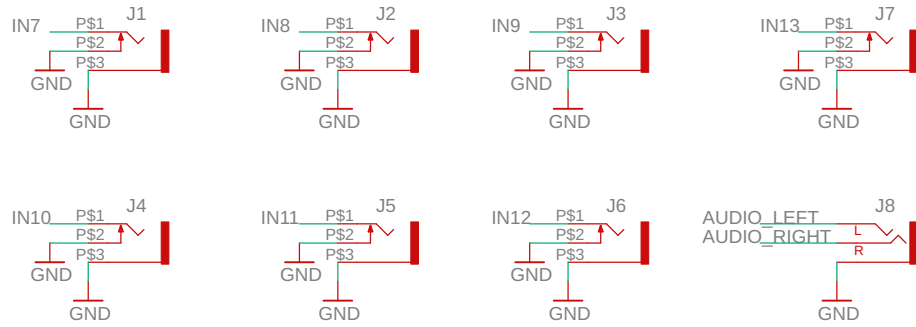 J1 J2 J3 J7
IN7 P$1 IN8 P$1 IN9 P$1 IN13 P$1
P$2 P$2 P$2 P$2
P$3 P$3 P$3 P$3
GND GND GND GND
GND GND GND GND
J4 J5 J6 J8
IN10 P$1 IN11 P$1 IN12 P$1 AUDIO_LEFT
P$2 P$2 P$2 AUDIO_RIGHT L
P$3 P$3 P$3 R
GND GND GND
GND GND GND GND